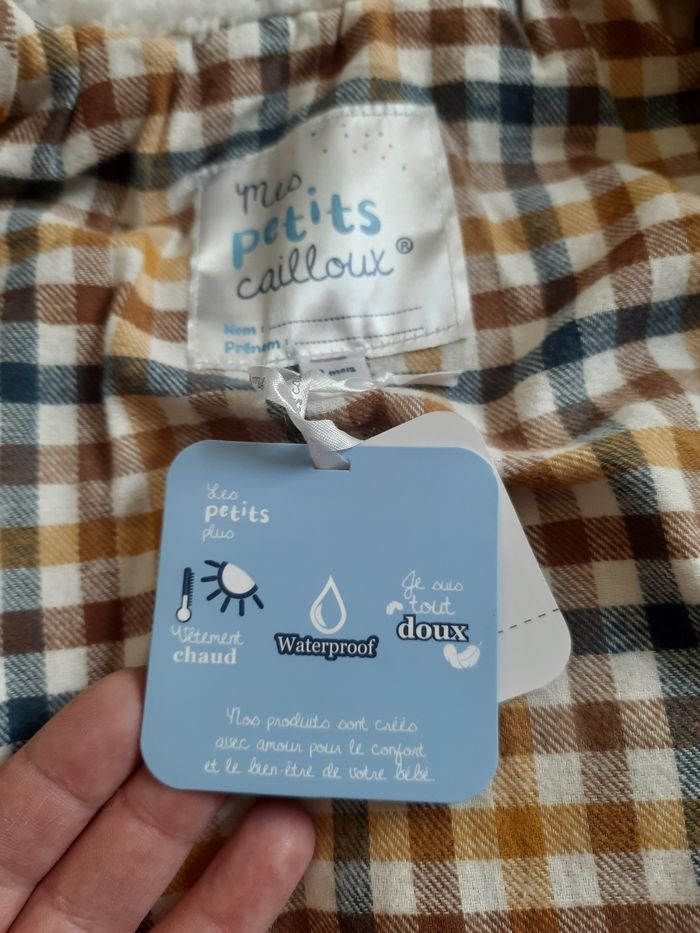 Mes
petits
cailloux®
Nom :
Prénom :
mois
Les
petits
plus
Vêtement
chaud
Waterproof
Je suis
tout
doux
Nos produits sont créés
avec amour pour le confort
et le bien-être de votre bébé